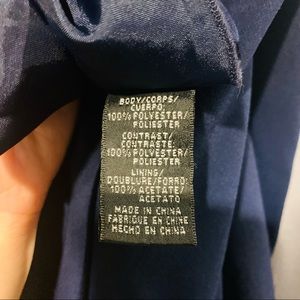 BODY/CORPS/
CUERPO:
100% POLYESTER/
POLIESTER
CONTRAST/
CONTRASTE:
100% POLYESTER/
POLIESTER
LINING/
DOUBLURE/FORRO:
100% ACETATE/
ACETATO
MADE IN CHINA
FABRIQUE EN CHINE
HECHO EN CHINA